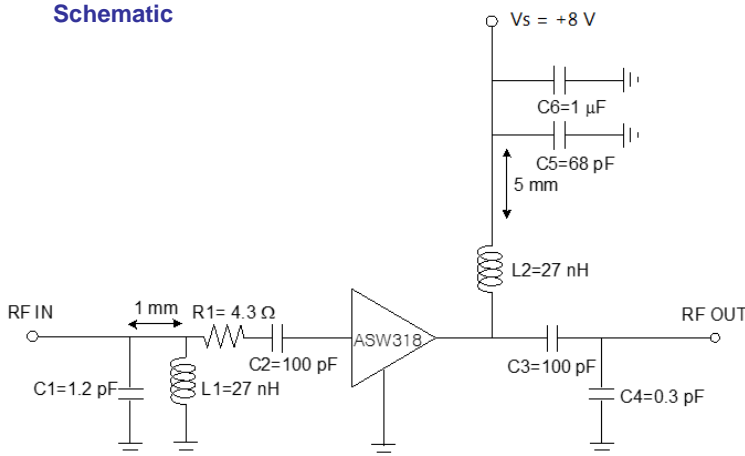 Schematic
Vs = +8 V
C6=1 µF
C5=68 pF
5 mm
L2=27 nH
RF IN
1 mm
R1= 4.3 Ω
RF OUT
ASW318
C2=100 pF
C3=100 pF
C1=1.2 pF
L1=27 nH
C4=0.3 pF